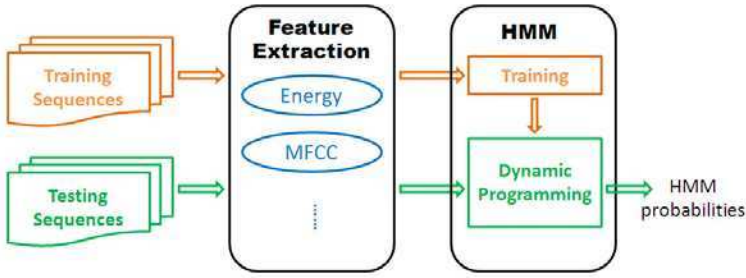 Training
Sequences
Testing
Sequences
Feature
Extraction
Energy
MFCC
......
HMM
Training
Dynamic
Programming
HMM
probabilities